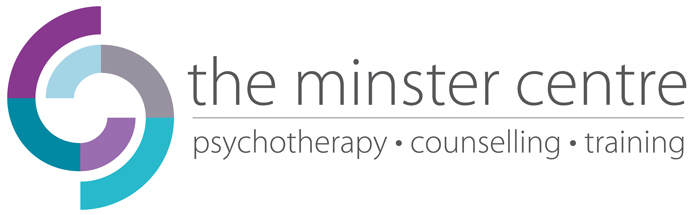 the minster centre
psychotherapy • counselling • training